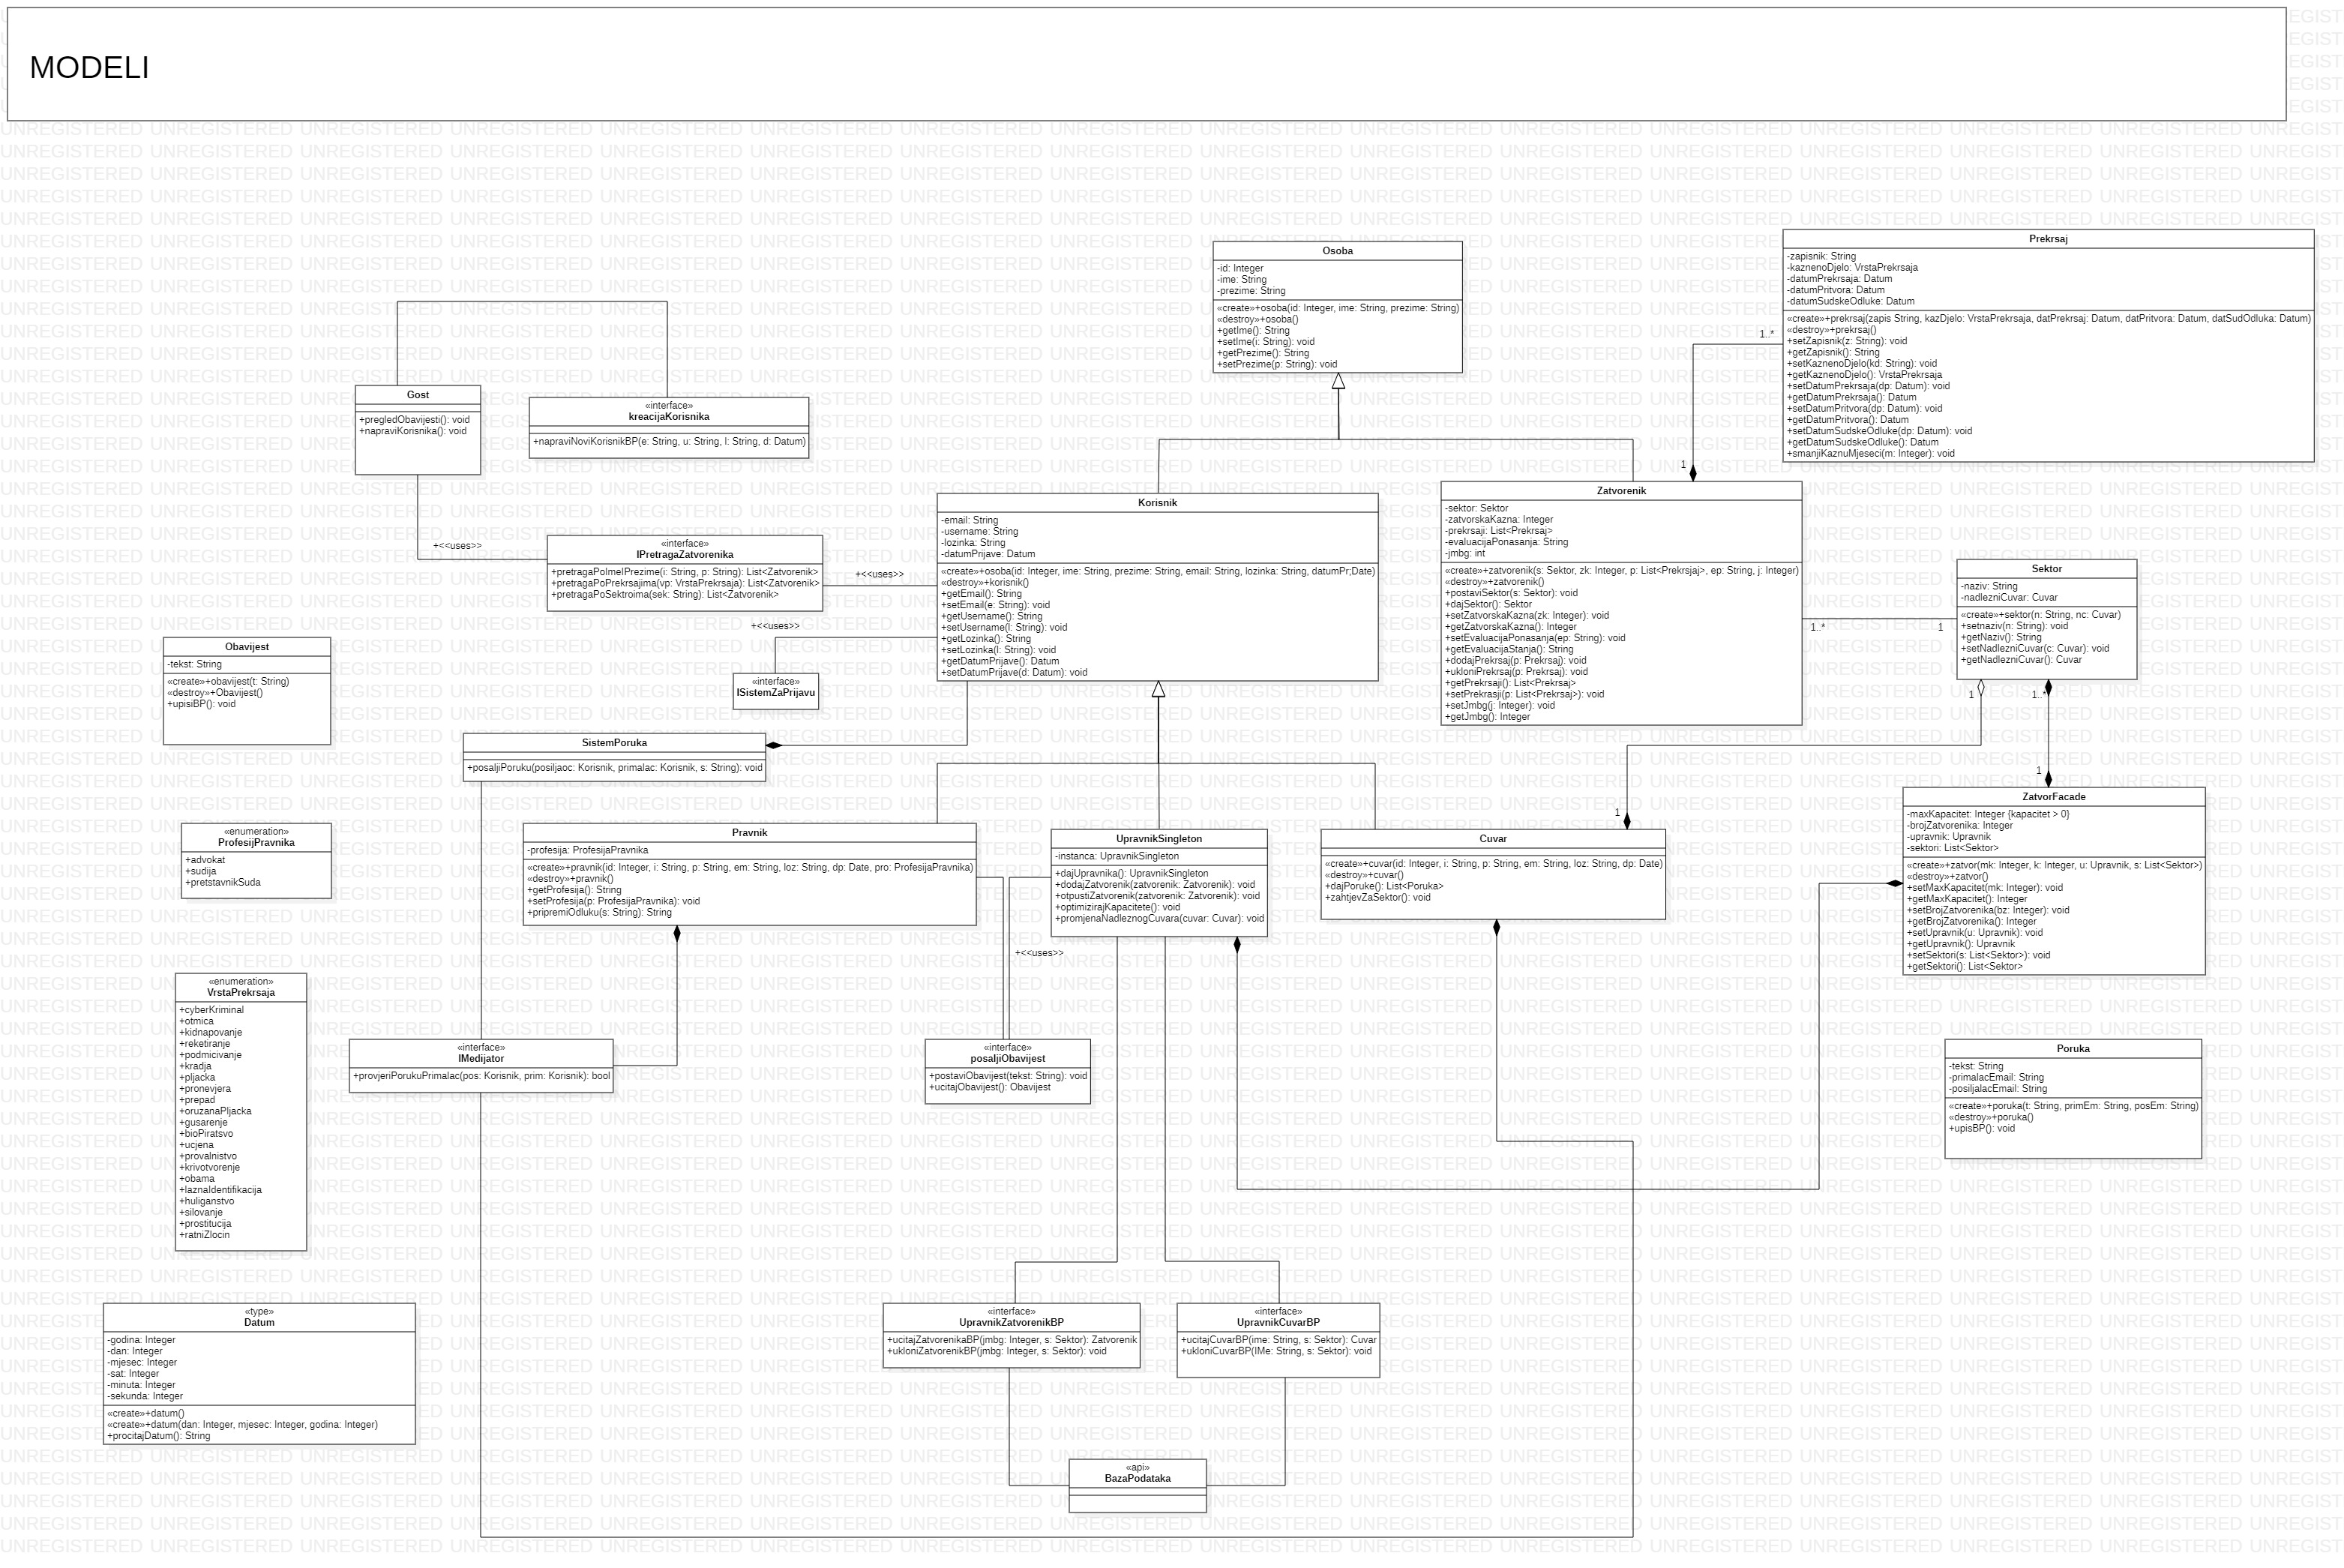 MODELI
Osoba
-id: Integer
-ime: String
-prezime: String
«create»+osoba(id: Integer, ime: String, prezime: String)
«destroy»+osoba()
+getIme(): String
+setIme(i: String): void
+getPrezime(): String
+setPrezime(p: String): void
Prekrsaj
-zapisnik: String
-kaznenoDjelo: VrstaPrekrsaja
-datumPrekrsaja: Datum
-datumPritvora: Datum
-datumSudskeOdluke: Datum
«create»+prekrsaj(zapis String, kazDjelo: VrstaPrekrsaja, datPrekrsaj: Datum, datPritvora: Datum, datSudOdluka: Datum)
«destroy»+prekrsaj()
+setZapisnik(z: String): void
+getZapisnik(): String
+setKaznenoDjelo(kd: String): void
+getKaznenoDjelo(): VrstaPrekrsaja
+setDatumPrekrsaja(dp: Datum): void
+getDatumPrekrsaja(): Datum
+setDatumPritvora(dp: Datum): void
+getDatumPritvora(): Datum
+setDatumSudskeOdluke(dp: Datum): void
+getDatumSudskeOdluke(): Datum
+smanjiKaznuMjeseci(m: Integer): void
1..*
1
Gost
+pregledObavijesti(): void
+napraviKorisnika(): void
«interface»
kreacijaKorisnika
+napraviNoviKorisnikBP(e: String, u: String, l: String, d: Datum)
+<<uses>>
«interface»
IPretragaZatvorenika
+pretragaPoImeIPrezime(i: String, p: String): List<Zatvorenik>
+pretragaPoPrekrsajima(vp: VrstaPrekrsaja): List<Zatvorenik>
+pretragaPoSektroima(sek: String): List<Zatvorenik>
+<<uses>>
Korisnik
-email: String
-username: String
-lozinka: String
-datumPrijave: Datum
«create»+osoba(id: Integer, ime: String, prezime: String, email: String, lozinka: String, datumPr;Date)
«destroy»+korisnik()
+getEmail(): String
+setEmail(e: String): void
+getUsername(): String
+setUsername(l: String): void
+getLozinka(): String
+setLozinka(l: String): void
+getDatumPrijave(): Datum
+setDatumPrijave(d: Datum): void
Zatvorenik
-sektor: Sektor
-zatvorskaKazna: Integer
-prekrsaji: List<Prekrsaj>
-evaluacijaPonasanja: String
-jmbg: int
«create»+zatvorenik(s: Sektor, zk: Integer, p: List<Prekrsjaj>, ep: String, j: Integer)
«destroy»+zatvorenik()
+postaviSektor(s: Sektor): void
+dajSektor(): Sektor
+setZatvorskaKazna(zk: Integer): void
+getZatvorskaKazna(): Integer
+setEvaluacijaPonasanja(ep: String): void
+getEvaluacijaStanja(): String
+dodajPrekrsaj(p: Prekrsaj): void
+ukloniPrekrsaj(p: Prekrsaj): void
+getPrekrsaji(): List<Prekrsaj>
+setPrekrasji(p: List<Prekrsaj>): void
+setJmbg(j: Integer): void
+getJmbg(): Integer
1..*
1
Sektor
-naziv: String
-nadlezniCuvar: Cuvar
«create»+sektor(n: String, nc: Cuvar)
+setnaziv(n: String): void
+getNaziv(): String
+setNadlezniCuvar(c: Cuvar): void
+getNadlezniCuvar(): Cuvar
1
1..*
1
1
+<<uses>>
«interface»
ISistemZaPrijavu
Obavijest
-tekst: String
«create»+obavijest(t: String)
«destroy»+Obavijest()
+upisiBP(): void
SistemPoruka
+posaljiPoruku(posiljaoc: Korisnik, primalac: Korisnik, s: String): void
«enumeration»
ProfesijPravnika
+advokat
+sudija
+pretstavnikSuda
Pravnik
-profesija: ProfesijaPravnika
«create»+pravnik(id: Integer, i: String, p: String, em: String, loz: String, dp: Date, pro: ProfesijaPravnika)
«destroy»+pravnik()
+getProfesija(): String
+setProfesija(p: ProfesijaPravnika): void
+pripremiOdluku(s: String): String
UpravnikSingleton
-instanca: UpravnikSingleton
+dajUpravnika(): UpravnikSingleton
+dodajZatvorenik(zatvorenik: Zatvorenik): void
+otpustiZatvorenik(zatvorenik: Zatvorenik): void
+optimizirajKapacitete(): void
+promjenaNadleznogCuvara(cuvar: Cuvar): void
Cuvar
«create»+cuvar(id: Integer, i: String, p: String, em: String, loz: String, dp: Date)
«destroy»+cuvar()
+dajPoruke(): List<Poruka>
+zahtjevZaSektor(): void
ZatvorFacade
-maxKapacitet: Integer {kapacitet > 0}
-brojZatvorenika: Integer
-upravnik: Upravnik
-sektori: List<Sektor>
«create»+zatvor(mk: Integer, k: Integer, u: Upravnik, s: List<Sektor>)
«destroy»+zatvor()
+setMaxKapacitet(mk: Integer): void
+getMaxKapacitet(): Integer
+setBrojZatvorenika(bz: Integer): void
+getBrojZatvorenika(): Integer
+setUpravnik(u: Upravnik): void
+getUpravnik(): Upravnik
+setSektori(s: List<Sektor>): void
+getSektori(): List<Sektor>
+<<uses>>
«enumeration»
VrstaPrekrsaja
+cyberKriminal
+otmica
+kidnapovanje
+reketiranje
+podmicivanje
+kradja
+pljacka
+pronevjera
+prepad
+oruzanaPljacka
+gusarenje
+bioPiratsvo
+ucjena
+provalnistvo
+krivotvorenje
+obama
+laznaIdentifikacija
+huliganstvo
+silovanje
+prostitucija
+ratniZlocin
«interface»
IMedijator
+provjeriPorukuPrimalac(pos: Korisnik, prim: Korisnik): bool
«interface»
posaljiObavijest
+postaviObavijest(tekst: String): void
+ucitajObavijest(): Obavijest
Poruka
-tekst: String
-primalacEmail: String
-posiljalacEmail: String
«create»+poruka(t: String, primEm: String, posEm: String)
«destroy»+poruka()
+upisBP(): void
«type»
Datum
-godina: Integer
-dan: Integer
-mjesec: Integer
-sat: Integer
-minuta: Integer
-sekunda: Integer
«create»+datum()
«create»+datum(dan: Integer, mjesec: Integer, godina: Integer)
+procitajDatum(): String
«interface»
UpravnikZatvorenikBP
+ucitajZatvorenikaBP(jmbg: Integer, s: Sektor): Zatvorenik
+ukloniZatvorenikBP(jmbg: Integer, s: Sektor): void
«interface»
UpravnikCuvarBP
+ucitajCuvarBP(ime: String, s: Sektor): Cuvar
+ukloniCuvarBP(IMe: String, s: Sektor): void
«api»
BazaPodataka